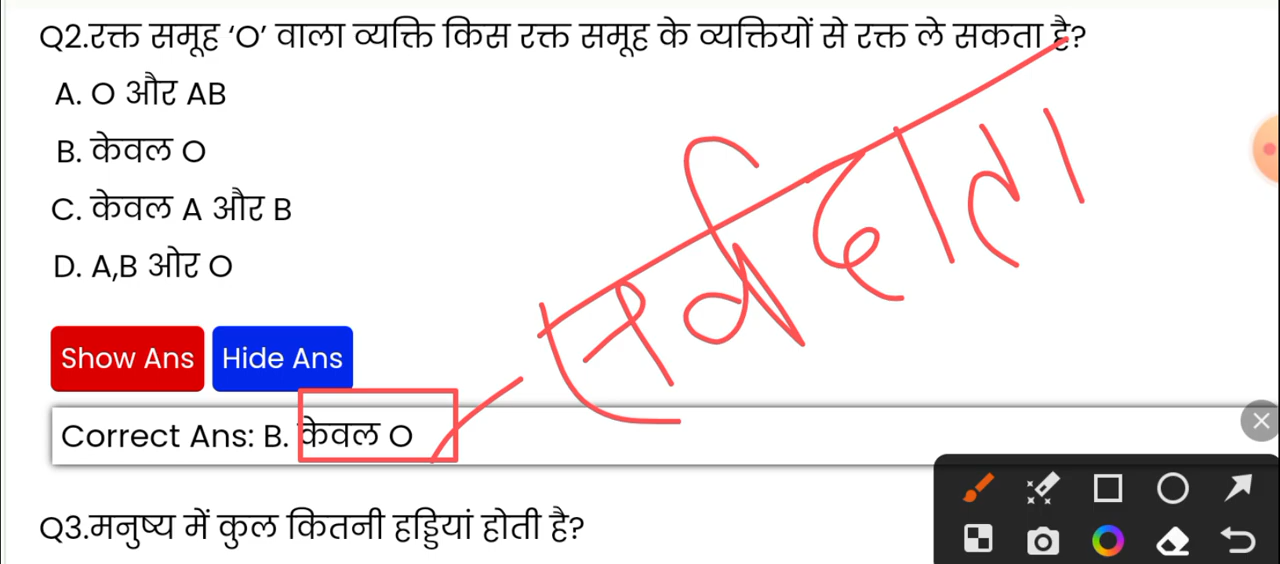 Q2.रक्त समूह ‘O’ वाला व्यक्ति किस रक्त समूह के व्यक्तियों से रक्त ले सकता है?
A. O और AB
B. केवल O
C. केवल A और B
D. A,B ओर O
सर्वदाता
Show Ans Hide Ans
Correct Ans: B. केवल O
Q3.मनुष्य में कुल कितनी हड्डियां होती है?